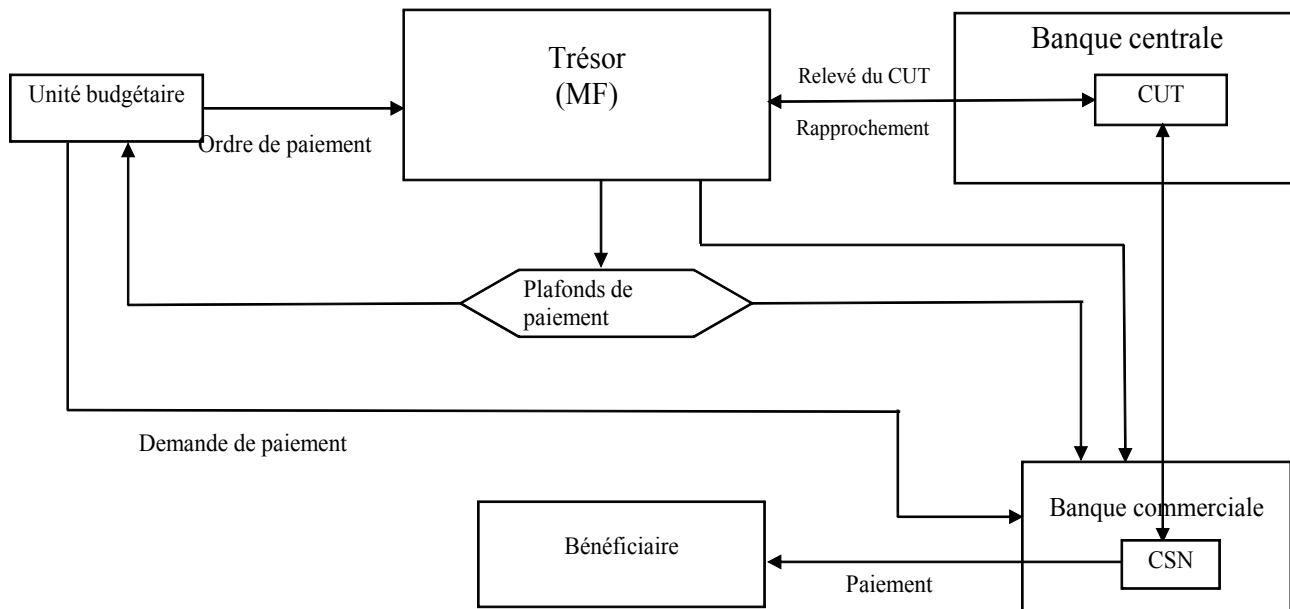 Unité budgétaire
Trésor
(MF)
Banque centrale
Relevé du CUT
CUT
Ordre de paiement
Rapprochement
Plafonds de
paiement
Demande de paiement
Banque commerciale
Bénéficiaire
CSN
Paiement